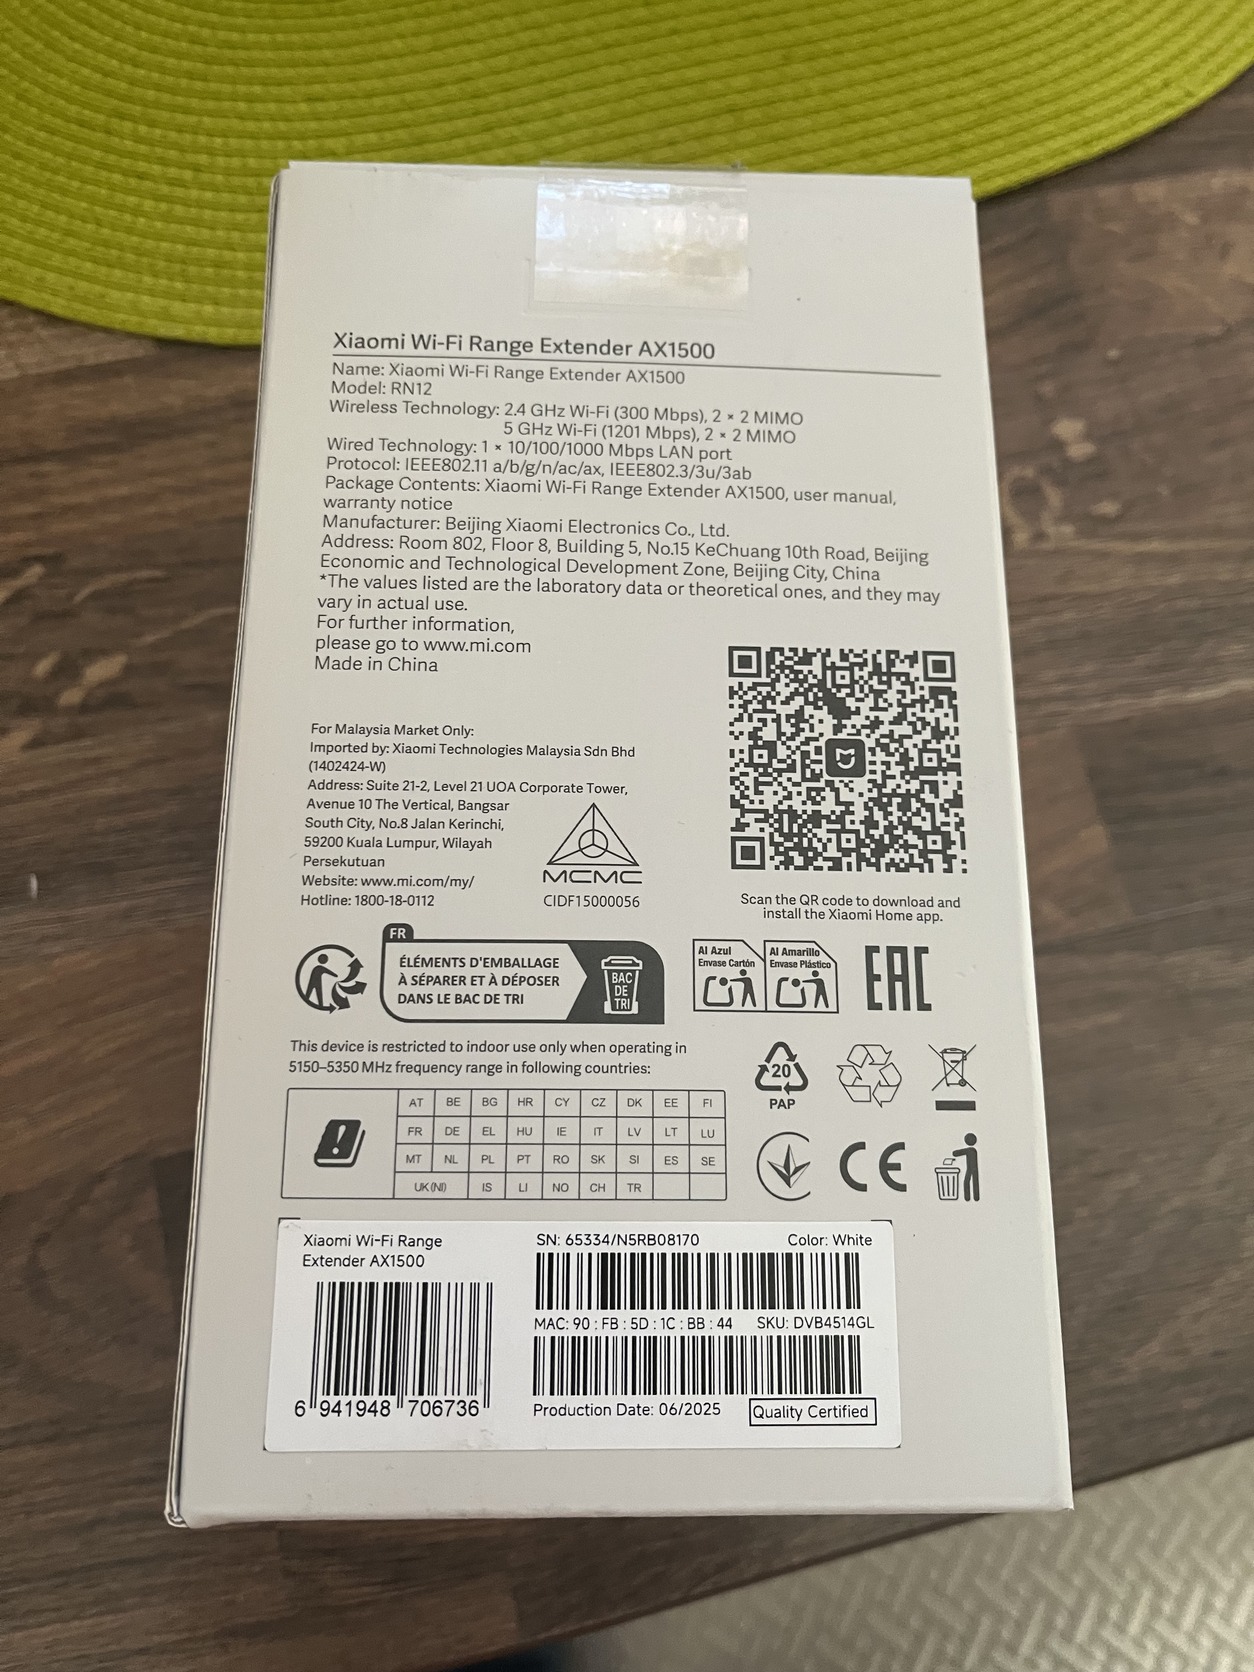 Xiaomi Wi-Fi Range Extender AX1500
Name: Xiaomi Wi-Fi Range Extender AX1500
Model: RN12
Wireless Technology: 2.4 GHz Wi-Fi (300 Mbps), 2 × 2 MIMO
5 GHz Wi-Fi (1201 Mbps), 2 × 2 MIMO
Wired Technology: 1 × 10/100/1000 Mbps LAN port
Protocol: IEEE802.11 a/b/g/n/ac/ax, IEEE802.3/3u/3ab
Package Contents: Xiaomi Wi-Fi Range Extender AX1500, user manual,
warranty notice
Manufacturer: Beijing Xiaomi Electronics Co., Ltd.
Address: Room 802, Floor 8, Building 5, No.15 KeChuang 10th Road, Beijing
Economic and Technological Development Zone, Beijing City, China
*The values listed are the laboratory data or theoretical ones, and they may
vary in actual use.
For further information,
please go to www.mi.com
Made in China
For Malaysia Market Only:
Imported by: Xiaomi Technologies Malaysia Sdn Bhd
(1402424-W)
Address: Suite 21-2, Level 21 UOA Corporate Tower,
Avenue 10 The Vertical, Bangsar
South City, No.8 Jalan Kerinchi,
59200 Kuala Lumpur, Wilayah
Persekutuan
Website: www.mi.com/my/
Hotline: 1800-18-0112
MCMC
CIDF15000056
Scan the QR code to download and
install the Xiaomi Home app.
FR
ÉLÉMENTS D'EMBALLAGE
À SÉPARER ET À DÉPOSER
DANS LE BAC DE TRI
BAC
DE
TRI
Al Azul
Envase Cartón
Al Amarillo
Envase Plástico
EAC
This device is restricted to indoor use only when operating in
5150–5350 MHz frequency range in following countries:
AT BE BG HR CY CZ DK EE FI
FR DE EL HU IE IT LV LT LU
MT NL PL PT RO SK SI ES SE
UK(NI) IS LI NO CH TR
20
PAP
CE
Xiaomi Wi-Fi Range
Extender AX1500
6 941948 706736
SN: 65334/N5RB08170 Color: White
MAC: 90 : FB : 5D : 1C : BB : 44 SKU: DVB4514GL
Production Date: 06/2025 Quality Certified